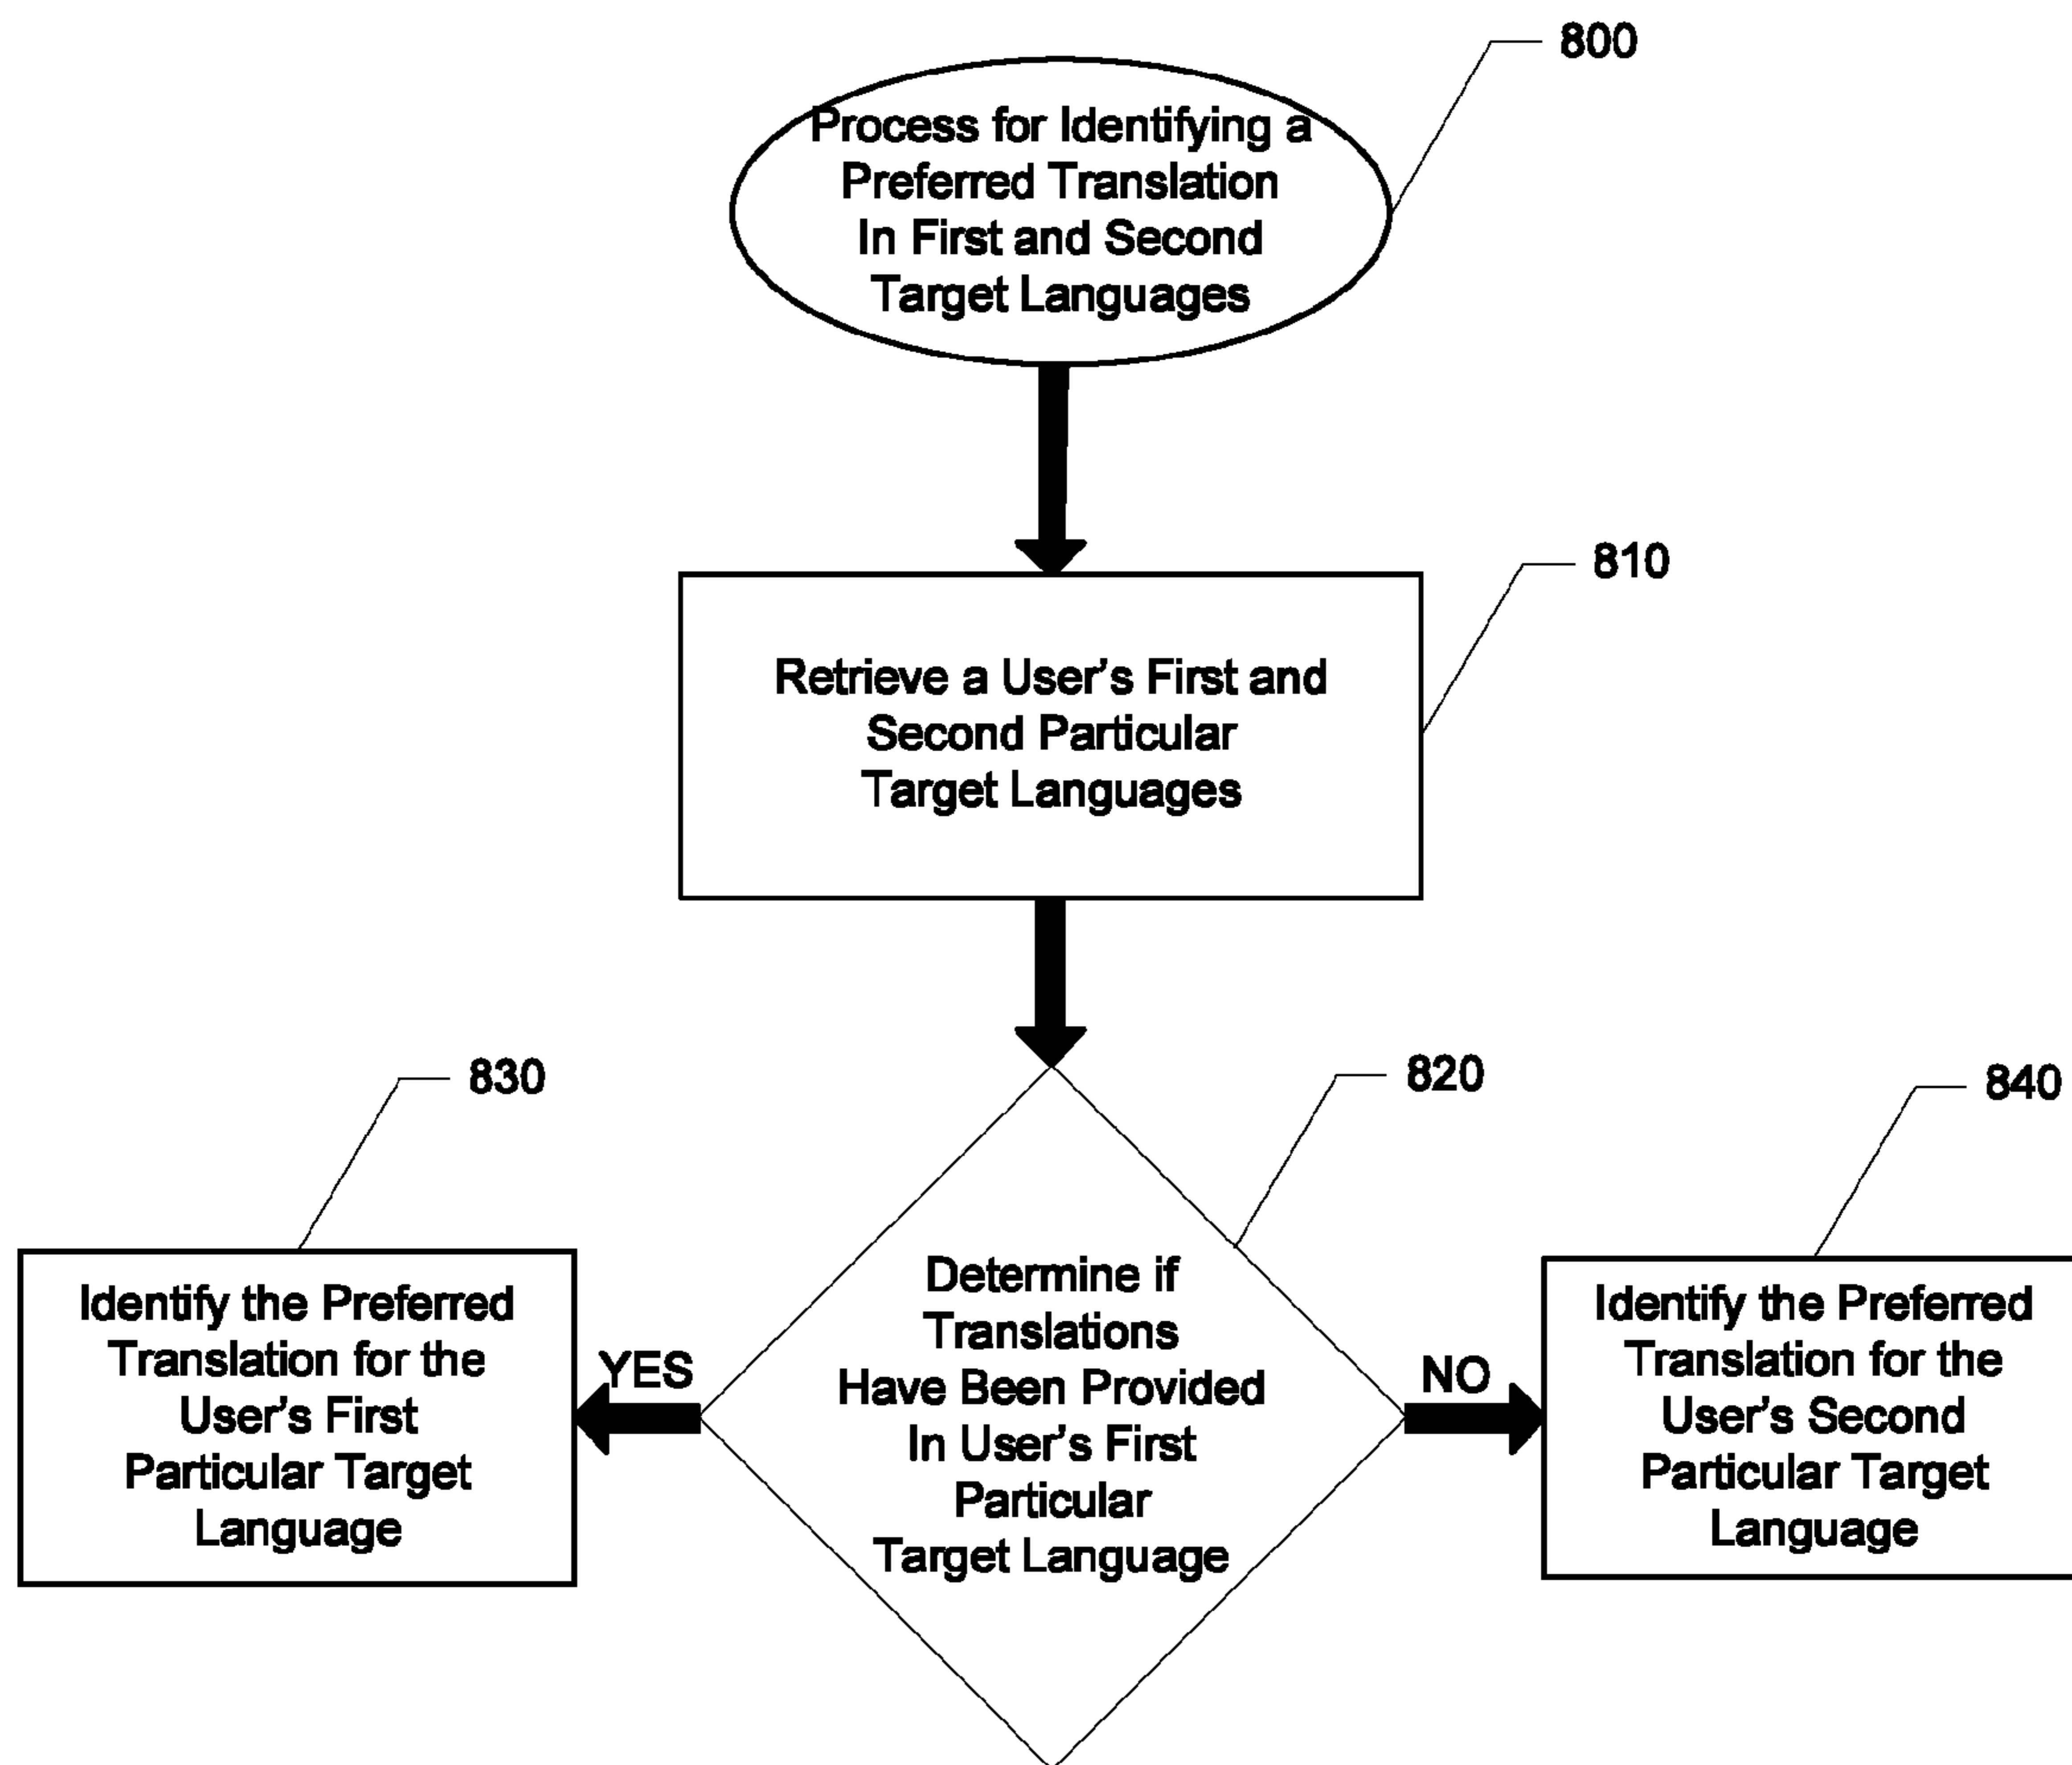 800
Process for Identifying a
Preferred Translation
In First and Second
Target Languages
810
Retrieve a User's First and
Second Particular
Target Languages
830
820
840
Identify the Preferred
Translation for the
User's First
Particular Target
Language
YES
Determine if
Translations
Have Been Provided
In User's First
Particular
Target Language
NO
Identify the Preferred
Translation for the
User's Second
Particular Target
Language